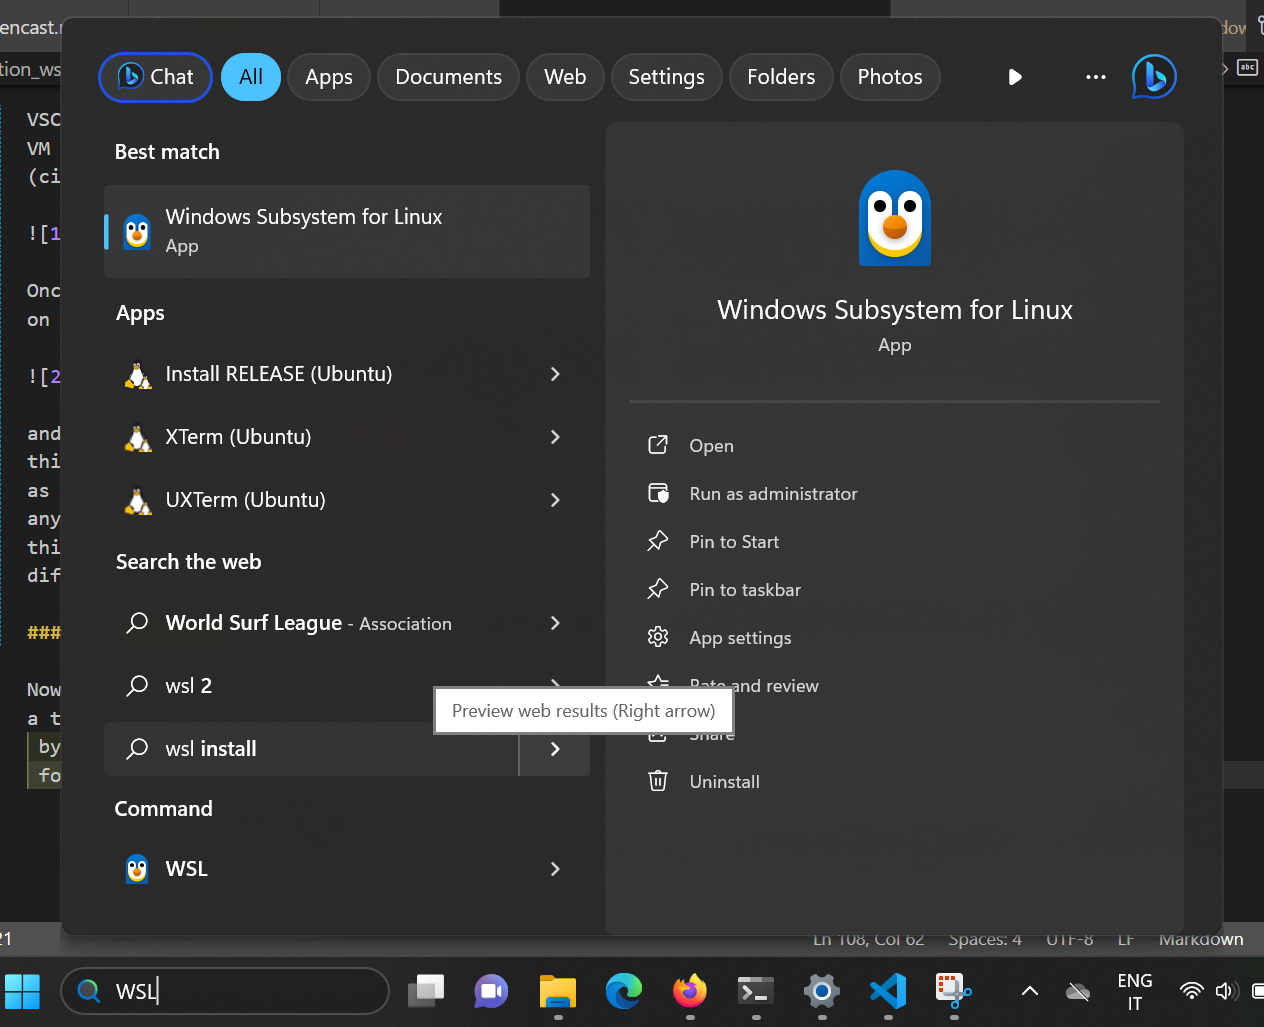 encast.
dow
tion_ws
abc
Chat
All
Apps
Documents
Web
Settings
Folders
Photos
VSC
VM
(ci
![1
Onc
on
![2
and
thi
as
any
thi
dif
###
Now
a t
by
fo
Best match
Windows Subsystem for Linux
App
Apps
Install RELEASE (Ubuntu)
XTerm (Ubuntu)
UXTerm (Ubuntu)
Search the web
World Surf League - Association
wsl 2
wsl install
Command
WSL
Windows Subsystem for Linux
App
Open
Run as administrator
Pin to Start
Pin to taskbar
App settings
Rate and review
Preview web results (Right arrow)
Share
Uninstall
21
Ln 108, Col 62
Spaces: 4
UTF-8
LF
Markdown
WSL
ENG
IT